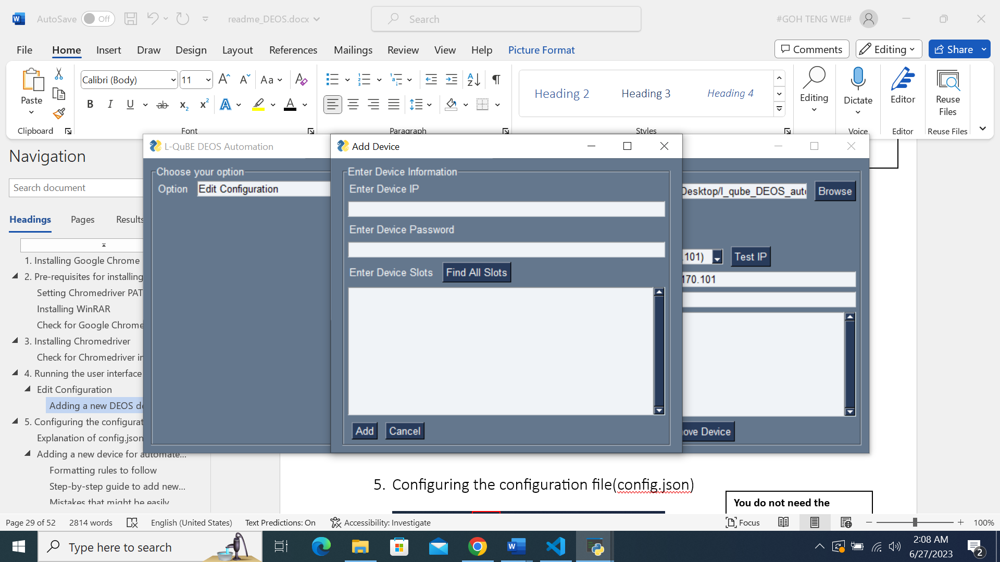 AutoSave Off readme_DEOS.docx Search #GOH TENG WEI#
File Home Insert Draw Design Layout References Mailings Review View Help Picture Format Comments Editing Share
Paste
Calibri (Body) 11
Aa
Heading 2 Heading 3 Heading 4
Editing Dictate Editor Reuse Files
Clipboard Font Paragraph Styles Voice Editor Reuse Files
Navigation
Search document
Headings Pages Results
1. Installing Google Chrome
2. Pre-requisites for installing
Setting Chromedriver PAT
Installing WinRAR
Check for Google Chrome
3. Installing Chromedriver
Check for Chromedriver in
4. Running the user interface
Edit Configuration
Adding a new DEOS de
5. Configuring the configurat
Explanation of config.json
Adding a new device for automate...
Formatting rules to follow
Step-by-step guide to add new...
Mistakes that might be easily
L-QuBE DEOS Automation
Choose your option
Option Edit Configuration
Add Device
Enter Device Information
Enter Device IP
Enter Device Password
Enter Device Slots Find All Slots
Add Cancel
Desktop/l_qube_DEOS_auto Browse
.101) Test IP
170.101
ove Device
5. Configuring the configuration file(config.json)
You do not need the
Page 29 of 52 2814 words English (United States) Text Predictions: On Accessibility: Investigate Focus 100%
Type here to search
2:08 AM
6/27/2023
2